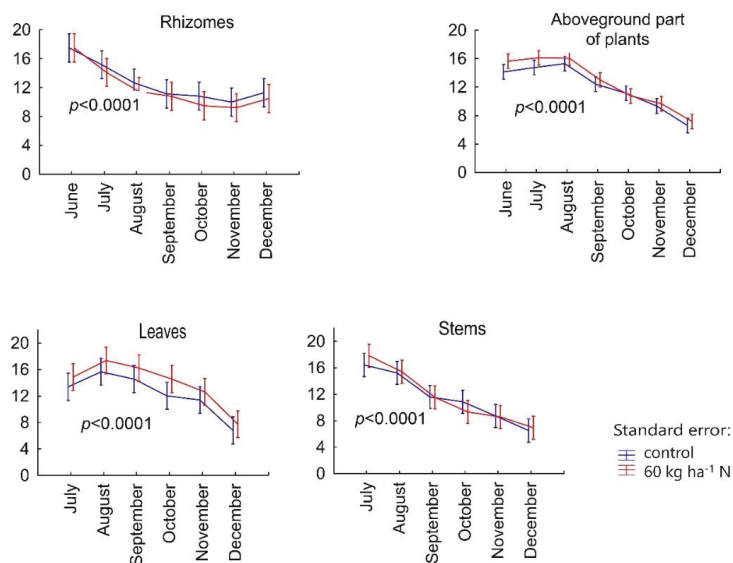 Rhizomes
20
16
12
8
4
0
p<0.0001
June
July
August
September
October
November
December
Aboveground part
of plants
20
16
12
8
4
0
p<0.0001
June
July
August
September
October
November
December
Leaves
20
16
12
8
4
0
p<0.0001
July
August
September
October
November
December
Stems
20
16
12
8
4
0
p<0.0001
July
August
September
October
November
December
Standard error:
control
60 kg ha⁻¹ N